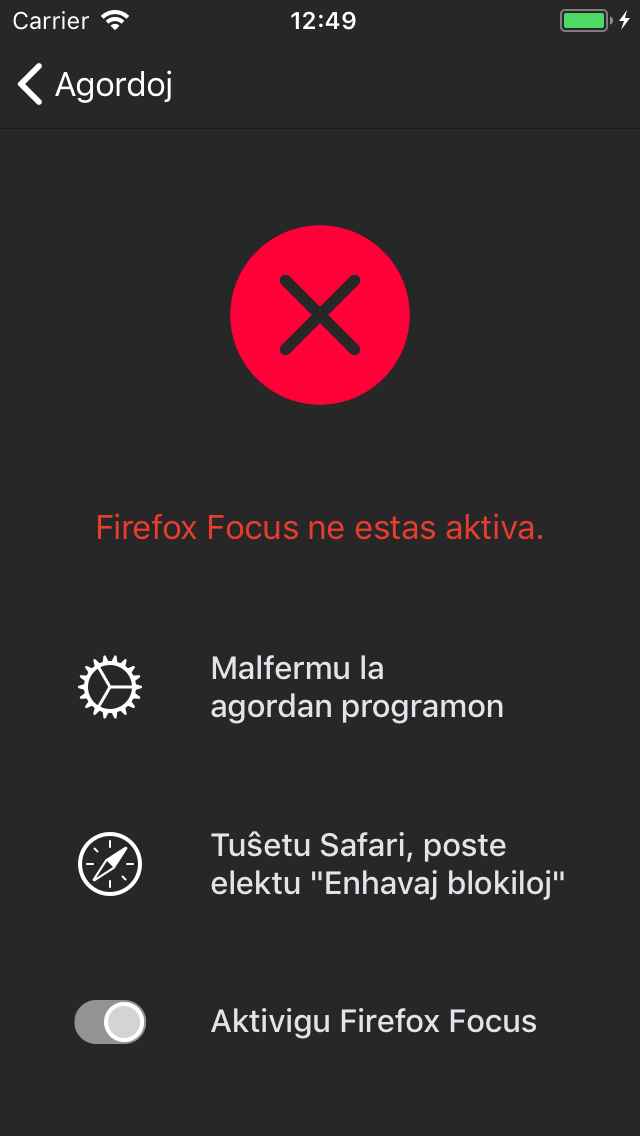 Carrier 12:49
Agordoj
Firefox Focus ne estas aktiva.
Malfermu la
agordan programon
Tuŝetu Safari, poste
elektu "Enhavaj blokiloj"
Aktivigu Firefox Focus